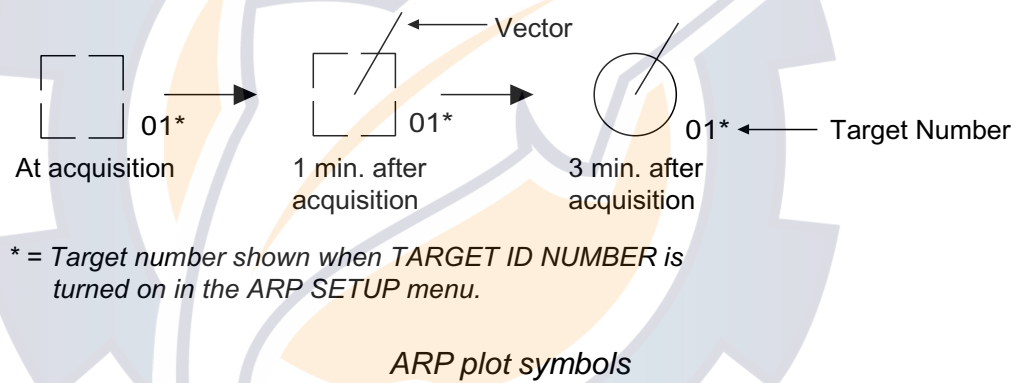 Vector
01*
01*
01*
Target Number
At acquisition
1 min. after
acquisition
3 min. after
acquisition
* = Target number shown when TARGET ID NUMBER is
turned on in the ARP SETUP menu.
ARP plot symbols